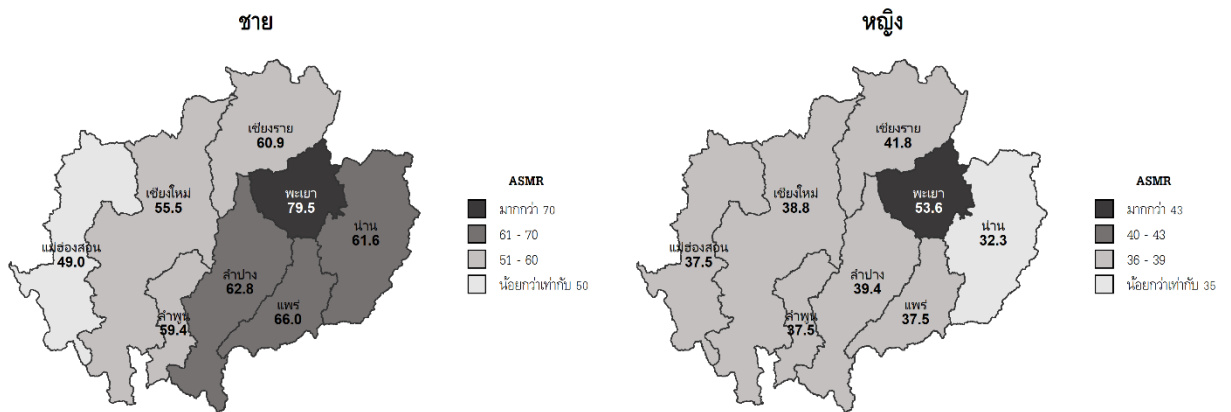 ชาย
เชียงราย
60.9
เชียงใหม่
55.5
พะเยา
79.5
น่าน
61.6
แม่ฮ่องสอน
49.0
ลำปาง
62.8
แพร่
66.0
ลำพูน
59.4
ASMR
มากกว่า 70
61 - 70
51 - 60
น้อยกว่าเท่ากับ 50
หญิง
เชียงราย
41.8
เชียงใหม่
38.8
พะเยา
53.6
น่าน
32.3
แม่ฮ่องสอน
37.5
ลำปาง
39.4
แพร่
37.5
ลำพูน
37.5
ASMR
มากกว่า 43
40 - 43
36 - 39
น้อยกว่าเท่ากับ 35